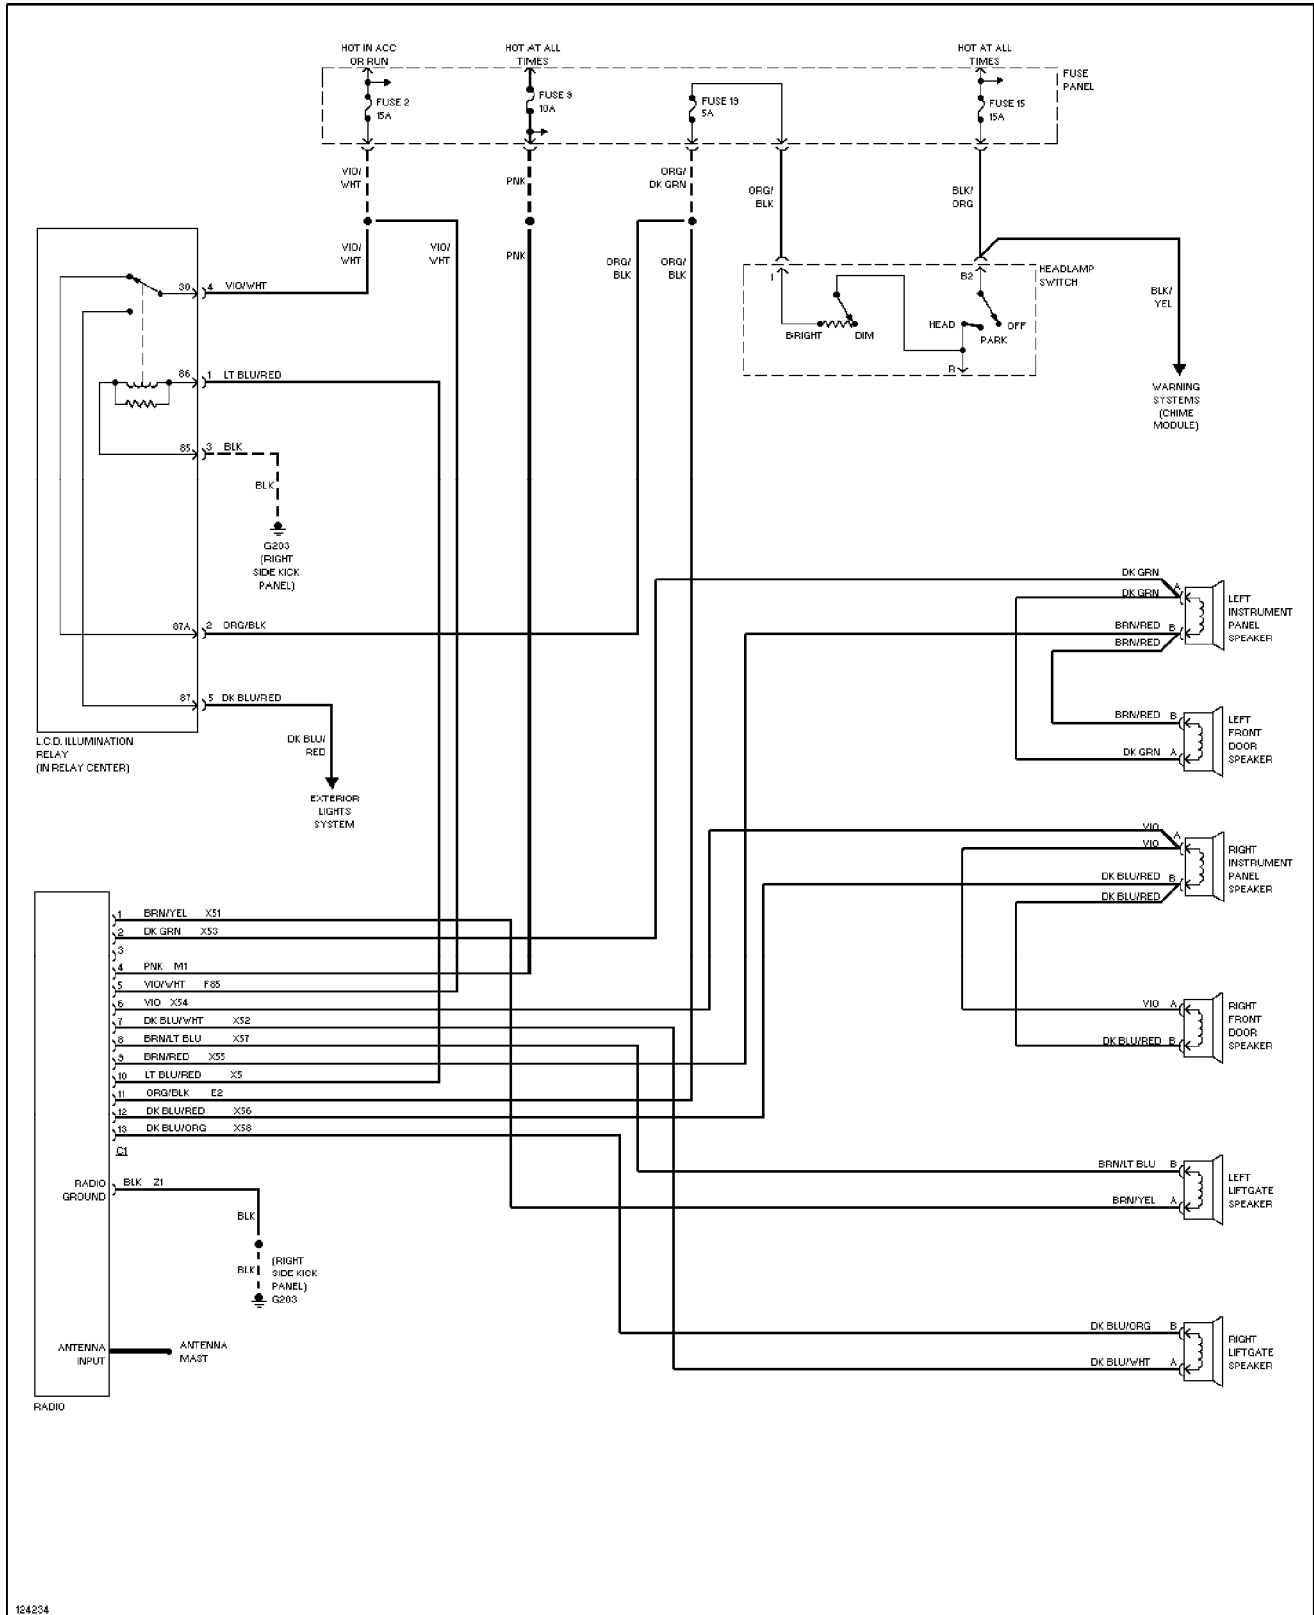 HOT IN ACC
OR RUN
HOT AT ALL
TIMES
HOT AT ALL
TIMES
FUSE
PANEL
FUSE 2
15A
FUSE 9
10A
FUSE 19
5A
FUSE 15
15A
VIO/
WHT
PNK
ORG/
DK GRN
ORG/
BLK
BLK/
ORG
VIO/
WHT
VIO/
WHT
PNK
ORG/
BLK
ORG/
BLK
I
B2
HEADLAMP
SWITCH
BLK/
YEL
BRIGHT
DIM
HEAD
OFF
PARK
R
WARNING
SYSTEMS
(CHIME
MODULE)
30 4 VIO/WHT
86 1 LT BLU/RED
85 3 BLK
BLK
G203
(RIGHT
SIDE KICK
PANEL)
87A 2 ORG/BLK
87 5 DK BLU/RED
DK BLU/
RED
EXTERIOR
LIGHTS
SYSTEM
L.C.D. ILLUMINATION
RELAY
(IN RELAY CENTER)
DK GRN
DK GRN A
BRN/RED B
BRN/RED
LEFT
INSTRUMENT
PANEL
SPEAKER
BRN/RED B
DK GRN A
LEFT
FRONT
DOOR
SPEAKER
VIO
VIO A
DK BLU/RED B
DK BLU/RED
RIGHT
INSTRUMENT
PANEL
SPEAKER
VIO A
DK BLU/RED B
RIGHT
FRONT
DOOR
SPEAKER
BRN/LT BLU B
BRN/YEL A
LEFT
LIFTGATE
SPEAKER
DK BLU/ORG B
DK BLU/WHT A
RIGHT
LIFTGATE
SPEAKER
1 BRN/YEL X51
2 DK GRN X53
3
4 PNK M1
5 VIO/WHT F85
6 VIO X54
7 DK BLU/WHT X52
8 BRN/LT BLU X57
9 BRN/RED X55
10 LT BLU/RED X5
11 ORG/BLK E2
12 DK BLU/RED X56
13 DK BLU/ORG X58
C1
RADIO
GROUND
BLK Z1
BLK
BLK
(RIGHT
SIDE KICK
PANEL)
G203
ANTENNA
INPUT
ANTENNA
MAST
RADIO
124234